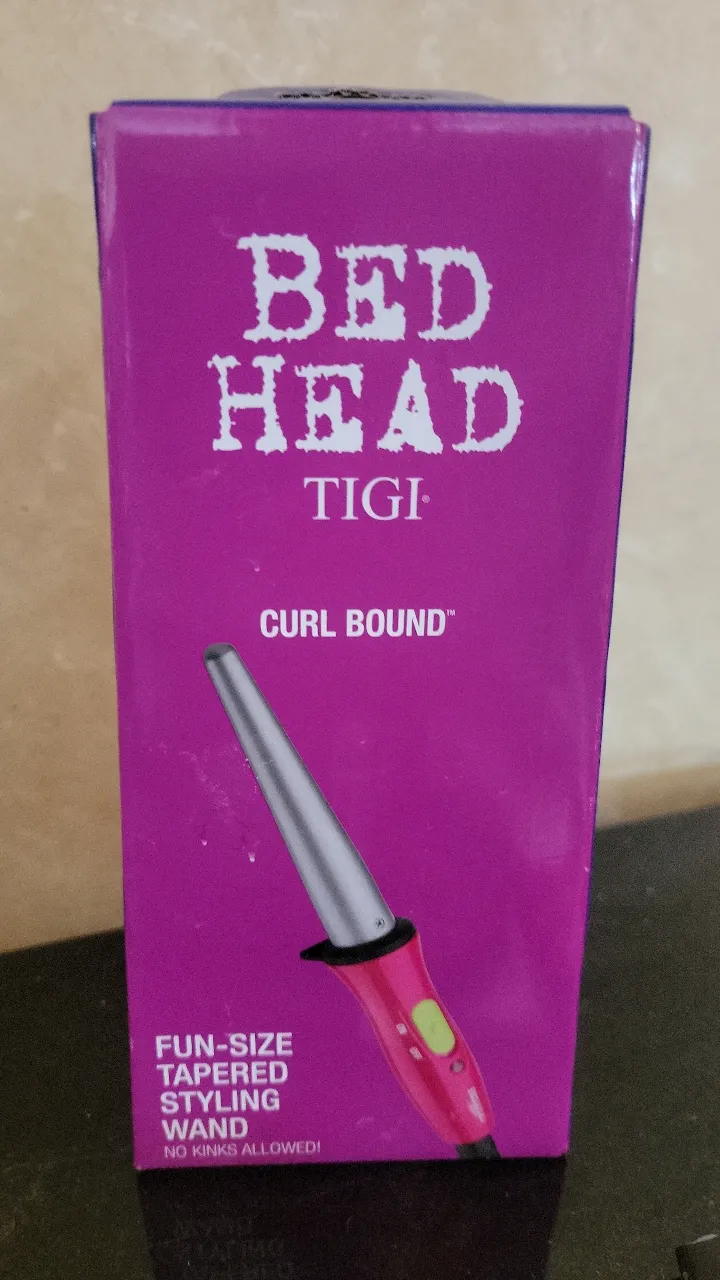 BED
HEAD
TIGI®
CURL BOUND™
FUN-SIZE
TAPERED
STYLING
WAND
NO KINKS ALLOWED!